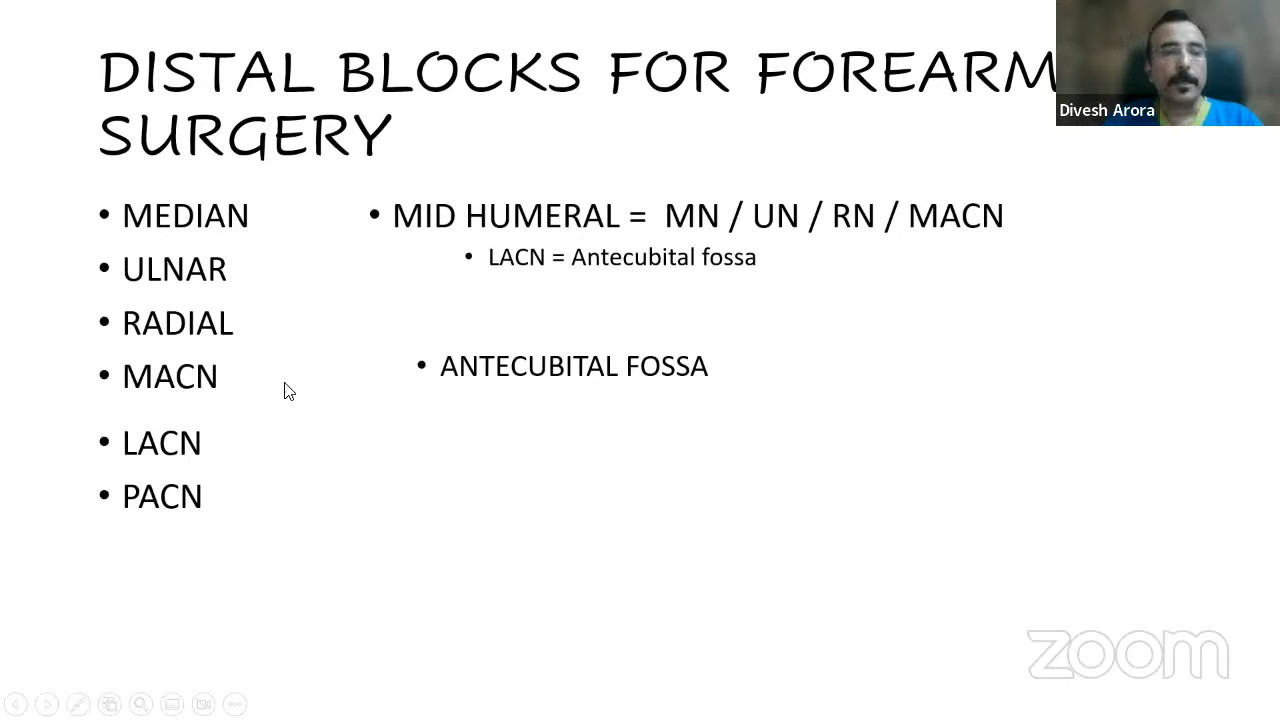 DISTAL BLOCKS FOR FOREARM
SURGERY
Divesh Arora
• MEDIAN
• ULNAR
• RADIAL
• MACN
• LACN
• PACN
• MID HUMERAL = MN / UN / RN / MACN
• LACN = Antecubital fossa
• ANTECUBITAL FOSSA
zoom